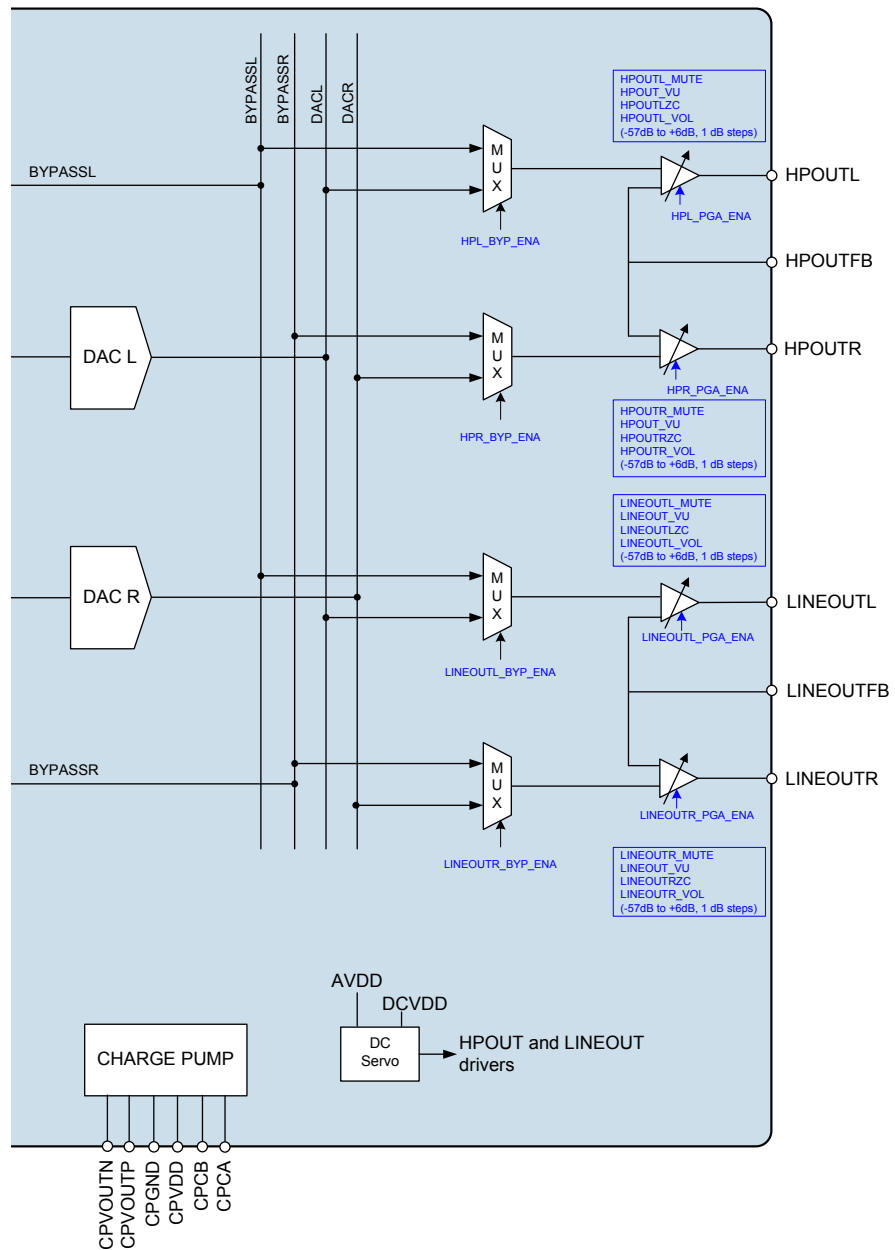 BYPASSL
BYPASSR
DACL
DACR
HPOUTL_MUTE
HPOUT_VU
HPOUTLZC
HPOUTL_VOL
(-57dB to +6dB, 1 dB steps)
MUX
BYPASSL
HPOUTL
HPL_PGA_ENA
HPL_BYP_ENA
HPOUTFB
DAC L
MUX
HPOUTR
HPR_PGA_ENA
HPR_BYP_ENA
HPOUTR_MUTE
HPOUT_VU
HPOUTRZC
HPOUTR_VOL
(-57dB to +6dB, 1 dB steps)
LINEOUTL_MUTE
LINEOUT_VU
LINEOUTLZC
LINEOUTL_VOL
(-57dB to +6dB, 1 dB steps)
DAC R
MUX
LINEOUTL
LINEOUTL_PGA_ENA
LINEOUTL_BYP_ENA
LINEOUTFB
BYPASSR
MUX
LINEOUTR
LINEOUTR_PGA_ENA
LINEOUTR_BYP_ENA
LINEOUTR_MUTE
LINEOUT_VU
LINEOUTRZC
LINEOUTR_VOL
(-57dB to +6dB, 1 dB steps)
AVDD
DCVDD
CHARGE PUMP
DC
Servo
HPOUT and LINEOUT
drivers
CPVOUTN
CPVOUTP
CPGND
CPVDD
CPCB
CPCA